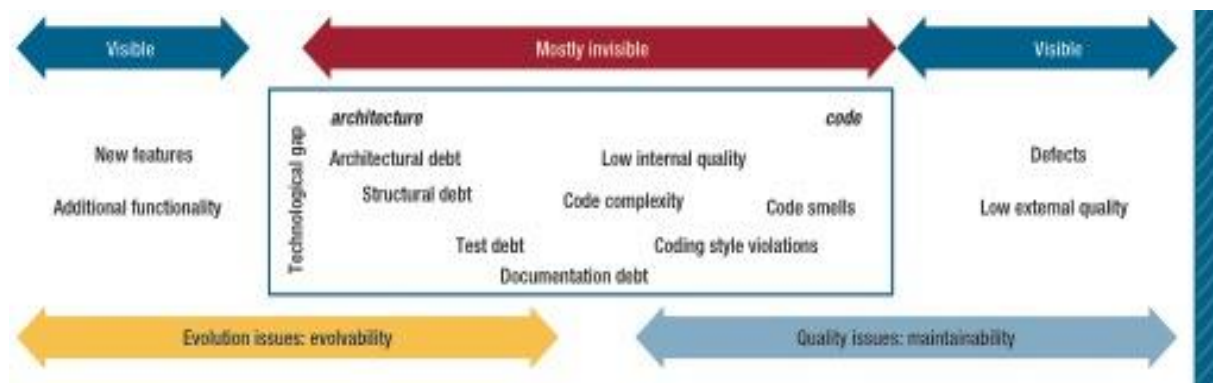 Visible
Mostly invisible
Visible
Technological gap
architecture
code
New features
Additional functionality
Architectural debt
Low internal quality
Structural debt
Code complexity
Code smells
Test debt
Coding style violations
Documentation debt
Defects
Low external quality
Evolution issues: evolvability
Quality issues: maintainability